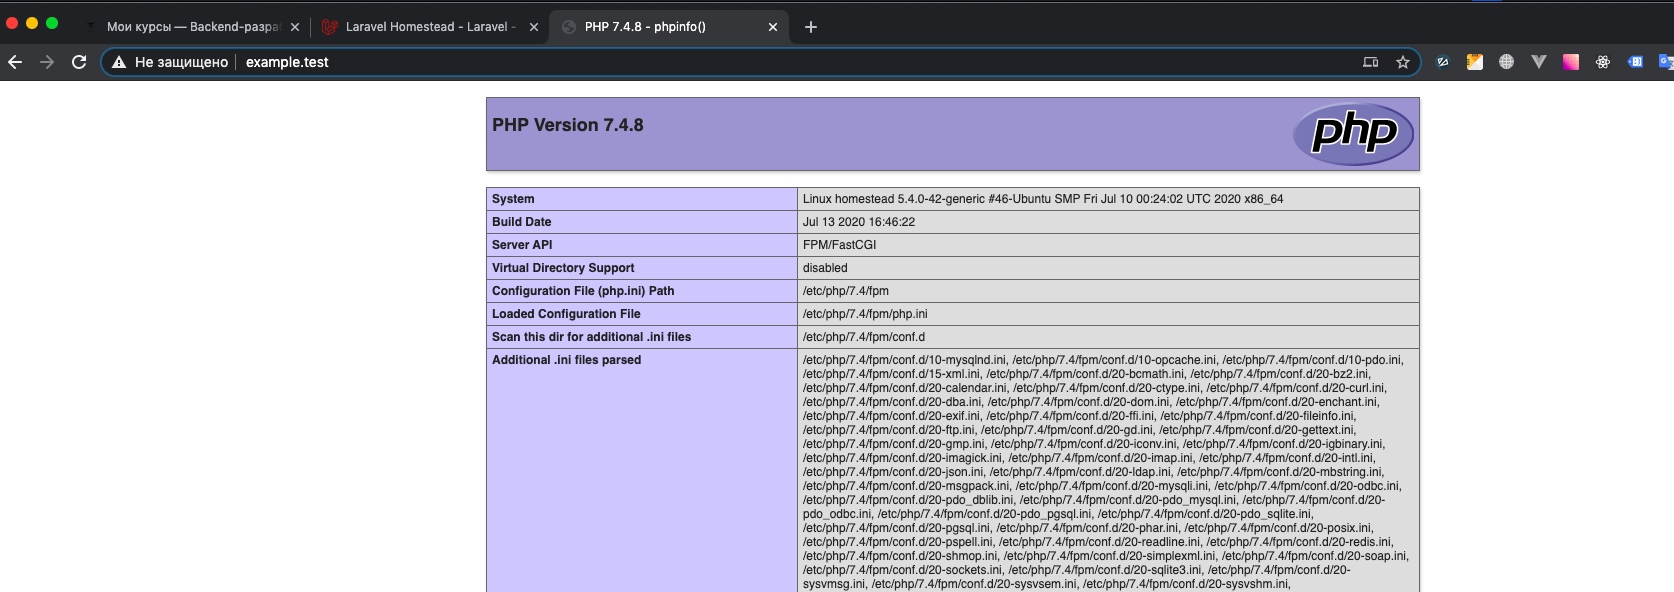 Мои курсы — Backend-разра
Laravel Homestead - Laravel -
PHP 7.4.8 - phpinfo()
Не защищено
example.test
PHP Version 7.4.8
php
System Linux homestead 5.4.0-42-generic #46-Ubuntu SMP Fri Jul 10 00:24:02 UTC 2020 x86_64
Build Date Jul 13 2020 16:46:22
Server API FPM/FastCGI
Virtual Directory Support disabled
Configuration File (php.ini) Path /etc/php/7.4/fpm
Loaded Configuration File /etc/php/7.4/fpm/php.ini
Scan this dir for additional .ini files /etc/php/7.4/fpm/conf.d
Additional .ini files parsed /etc/php/7.4/fpm/conf.d/10-mysqlnd.ini, /etc/php/7.4/fpm/conf.d/10-opcache.ini, /etc/php/7.4/fpm/conf.d/10-pdo.ini,
/etc/php/7.4/fpm/conf.d/15-xml.ini, /etc/php/7.4/fpm/conf.d/20-bcmath.ini, /etc/php/7.4/fpm/conf.d/20-bz2.ini,
/etc/php/7.4/fpm/conf.d/20-calendar.ini, /etc/php/7.4/fpm/conf.d/20-ctype.ini, /etc/php/7.4/fpm/conf.d/20-curl.ini,
/etc/php/7.4/fpm/conf.d/20-dba.ini, /etc/php/7.4/fpm/conf.d/20-dom.ini, /etc/php/7.4/fpm/conf.d/20-enchant.ini,
/etc/php/7.4/fpm/conf.d/20-exif.ini, /etc/php/7.4/fpm/conf.d/20-ffi.ini, /etc/php/7.4/fpm/conf.d/20-fileinfo.ini,
/etc/php/7.4/fpm/conf.d/20-ftp.ini, /etc/php/7.4/fpm/conf.d/20-gd.ini, /etc/php/7.4/fpm/conf.d/20-gettext.ini,
/etc/php/7.4/fpm/conf.d/20-gmp.ini, /etc/php/7.4/fpm/conf.d/20-iconv.ini, /etc/php/7.4/fpm/conf.d/20-igbinary.ini,
/etc/php/7.4/fpm/conf.d/20-imagick.ini, /etc/php/7.4/fpm/conf.d/20-imap.ini, /etc/php/7.4/fpm/conf.d/20-intl.ini,
/etc/php/7.4/fpm/conf.d/20-json.ini, /etc/php/7.4/fpm/conf.d/20-ldap.ini, /etc/php/7.4/fpm/conf.d/20-mbstring.ini,
/etc/php/7.4/fpm/conf.d/20-msgpack.ini, /etc/php/7.4/fpm/conf.d/20-mysqli.ini, /etc/php/7.4/fpm/conf.d/20-odbc.ini,
/etc/php/7.4/fpm/conf.d/20-pdo_dblib.ini, /etc/php/7.4/fpm/conf.d/20-pdo_mysql.ini, /etc/php/7.4/fpm/conf.d/20-
pdo_odbc.ini, /etc/php/7.4/fpm/conf.d/20-pdo_pgsql.ini, /etc/php/7.4/fpm/conf.d/20-pdo_sqlite.ini,
/etc/php/7.4/fpm/conf.d/20-pgsql.ini, /etc/php/7.4/fpm/conf.d/20-phar.ini, /etc/php/7.4/fpm/conf.d/20-posix.ini,
/etc/php/7.4/fpm/conf.d/20-pspell.ini, /etc/php/7.4/fpm/conf.d/20-readline.ini, /etc/php/7.4/fpm/conf.d/20-redis.ini,
/etc/php/7.4/fpm/conf.d/20-shmop.ini, /etc/php/7.4/fpm/conf.d/20-simplexml.ini, /etc/php/7.4/fpm/conf.d/20-soap.ini,
/etc/php/7.4/fpm/conf.d/20-sockets.ini, /etc/php/7.4/fpm/conf.d/20-sqlite3.ini, /etc/php/7.4/fpm/conf.d/20-
sysvmsg.ini, /etc/php/7.4/fpm/conf.d/20-sysvsem.ini, /etc/php/7.4/fpm/conf.d/20-sysvshm.ini,